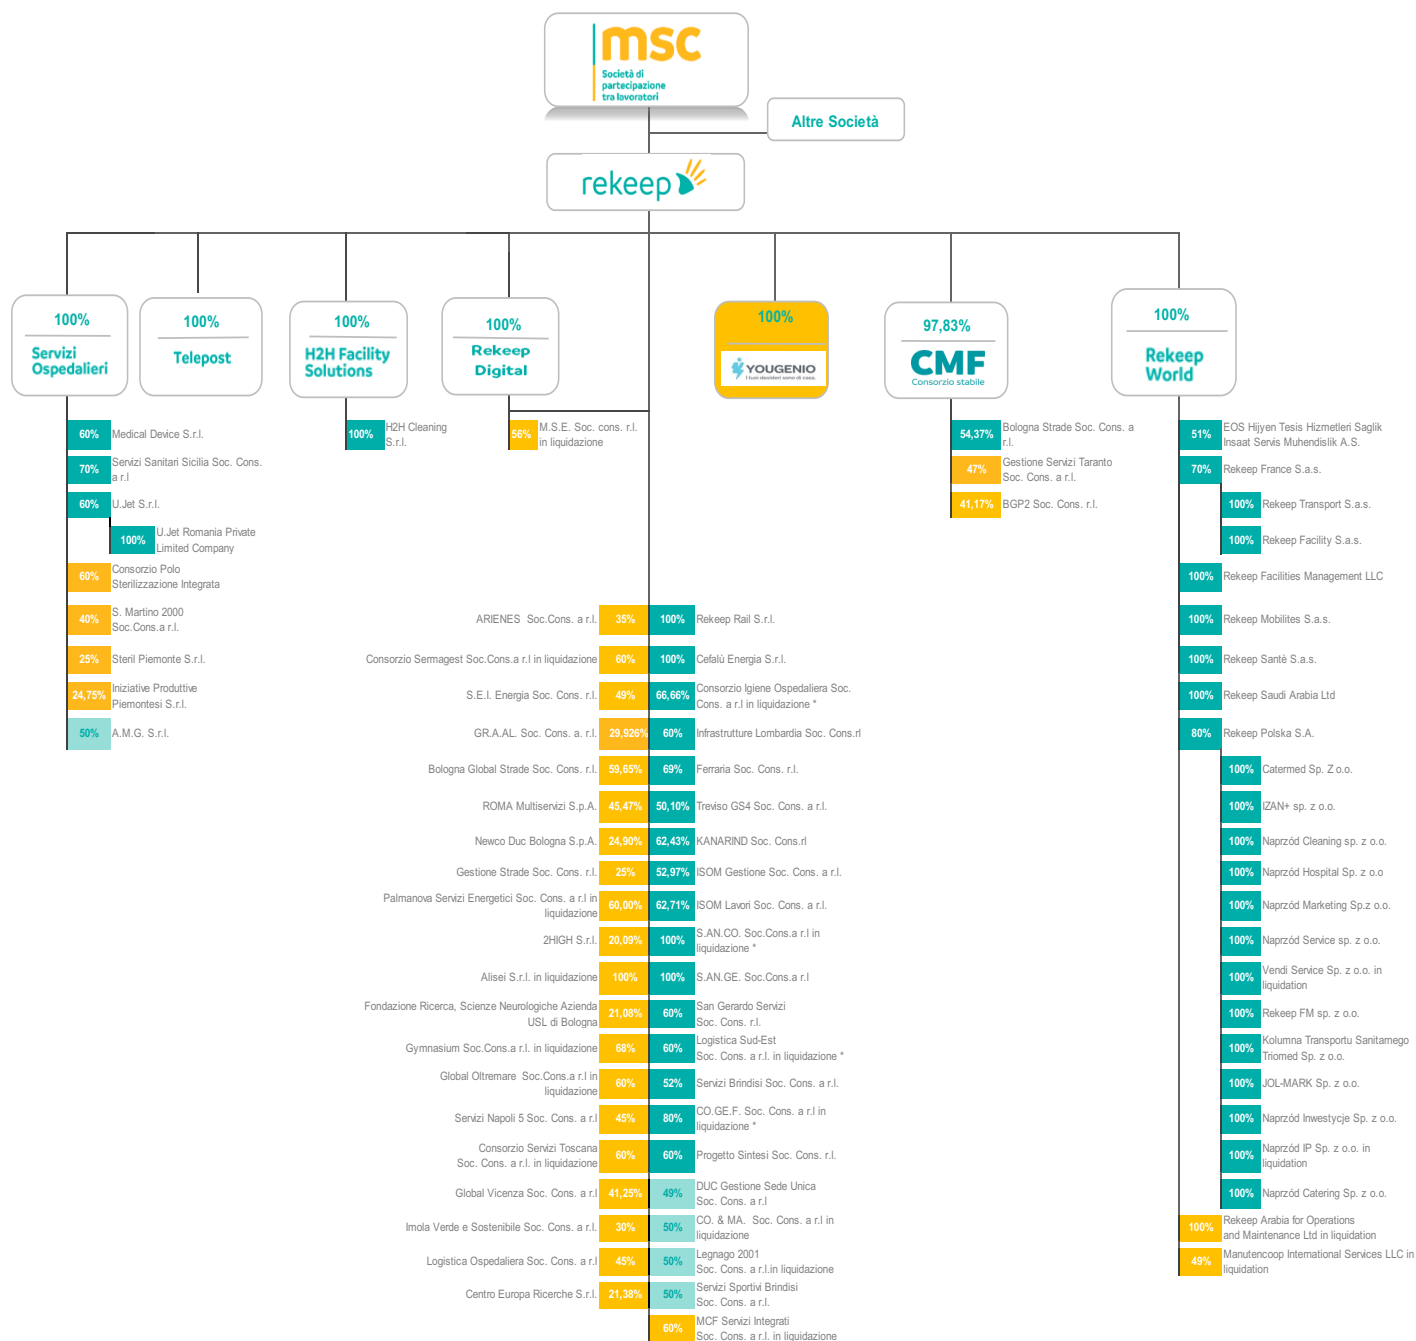 msc
Società di
partecipazione
tra lavoratori
Altre Società
rekeep
100%
Servizi
Ospedalieri
100%
Telepost
100%
H2H Facility
Solutions
100%
Rekeep
Digital
100%
YOUGENIO
I tuoi desideri sono di casa.
97,83%
CMF
Consorzio stabile
100%
Rekeep
World
60% Medical Device S.r.l.
70% Servizi Sanitari Sicilia Soc. Cons.
a r.l
60% U.Jet S.r.l.
100% U.Jet Romania Private
Limited Company
60% Consorzio Polo
Sterilizzazione Integrata
40% S. Martino 2000
Soc.Cons.a r.l.
25% Steril Piemonte S.r.l.
24,75% Iniziative Produttive
Piemontesi S.r.l.
50% A.M.G. S.r.l.
100% H2H Cleaning
S.r.l.
56% M.S.E. Soc. cons. r.l.
in liquidazione
ARIENES Soc.Cons. a r.l. 35%
Consorzio Sermagest Soc.Cons.a r.l in liquidazione 60%
S.E.I. Energia Soc. Cons. r.l. 49%
GR.A.AL. Soc. Cons. a. r.l. 29,926%
Bologna Global Strade Soc. Cons. r.l. 59,65%
ROMA Multiservizi S.p.A. 45,47%
Newco Duc Bologna S.p.A. 24,90%
Gestione Strade Soc. Cons. r.l. 25%
Palmanova Servizi Energetici Soc. Cons. a r.l in
liquidazione 60,00%
2HIGH S.r.l. 20,09%
Alisei S.r.l. in liquidazione 100%
Fondazione Ricerca, Scienze Neurologiche Azienda
USL di Bologna 21,08%
Gymnasium Soc.Cons.a r.l. in liquidazione 68%
Global Oltremare Soc.Cons.a r.l in
liquidazione 60%
Servizi Napoli 5 Soc. Cons. a r.l 45%
Consorzio Servizi Toscana
Soc. Cons. a r.l. in liquidazione 60%
Global Vicenza Soc. Cons. a r.l 41,25%
Imola Verde e Sostenibile Soc. Cons. a r.l. 30%
Logistica Ospedaliera Soc. Cons. a r.l 45%
Centro Europa Ricerche S.r.l. 21,38%
100% Rekeep Rail S.r.l.
100% Cefalù Energia S.r.l.
66,66% Consorzio Igiene Ospedaliera Soc.
Cons. a r.l in liquidazione *
60% Infrastrutture Lombardia Soc. Cons.rl
69% Ferraria Soc. Cons. r.l.
50,10% Treviso GS4 Soc. Cons. a r.l.
62,43% KANARIND Soc. Cons.rl
52,97% ISOM Gestione Soc. Cons. a r.l.
62,71% ISOM Lavori Soc. Cons. a r.l.
100% S.AN.CO. Soc.Cons.a r.l in
liquidazione *
100% S.AN.GE. Soc.Cons.a r.l
60% San Gerardo Servizi
Soc. Cons. r.l.
60% Logistica Sud-Est
Soc. Cons. a r.l. in liquidazione *
52% Servizi Brindisi Soc. Cons. a r.l.
80% CO.GE.F. Soc. Cons. a r.l in
liquidazione *
60% Progetto Sintesi Soc. Cons. r.l.
49% DUC Gestione Sede Unica
Soc. Cons. a r.l
50% CO. & MA. Soc. Cons. a r.l in
liquidazione
50% Legnago 2001
Soc. Cons. a r.l.in liquidazione
50% Servizi Sportivi Brindisi
Soc. Cons. a r.l.
60% MCF Servizi Integrati
Soc. Cons. a r.l. in liquidazione
54,37% Bologna Strade Soc. Cons. a
r.l.
47% Gestione Servizi Taranto
Soc. Cons. a r.l.
41,17% BGP2 Soc. Cons. r.l.
51% EOS Hijyen Tesis Hizmetleri Saglik
Insaat Servis Muhendislik A.S.
70% Rekeep France S.a.s.
100% Rekeep Transport S.a.s.
100% Rekeep Facility S.a.s.
100% Rekeep Facilities Management LLC
100% Rekeep Mobilites S.a.s.
100% Rekeep Santè S.a.s.
100% Rekeep Saudi Arabia Ltd
80% Rekeep Polska S.A.
100% Catermed Sp. Z o.o.
100% IZAN+ sp. z o.o.
100% Naprzód Cleaning sp. z o.o.
100% Naprzód Hospital Sp. z o.o
100% Naprzód Marketing Sp.z o.o.
100% Naprzód Service sp. z o.o.
100% Vendi Service Sp. z o.o. in
liquidation
100% Rekeep FM sp. z o.o.
100% Kolumna Transportu Sanitarnego
Triomed Sp. z o.o.
100% JOL-MARK Sp. z o.o.
100% Naprzód Inwestycje Sp. z o.o.
100% Naprzód IP Sp. z o.o. in
liquidation
100% Naprzód Catering Sp. z o.o.
100% Rekeep Arabia for Operations
and Maintenance Ltd in liquidation
49% Manutencoop International Services LLC in
liquidation